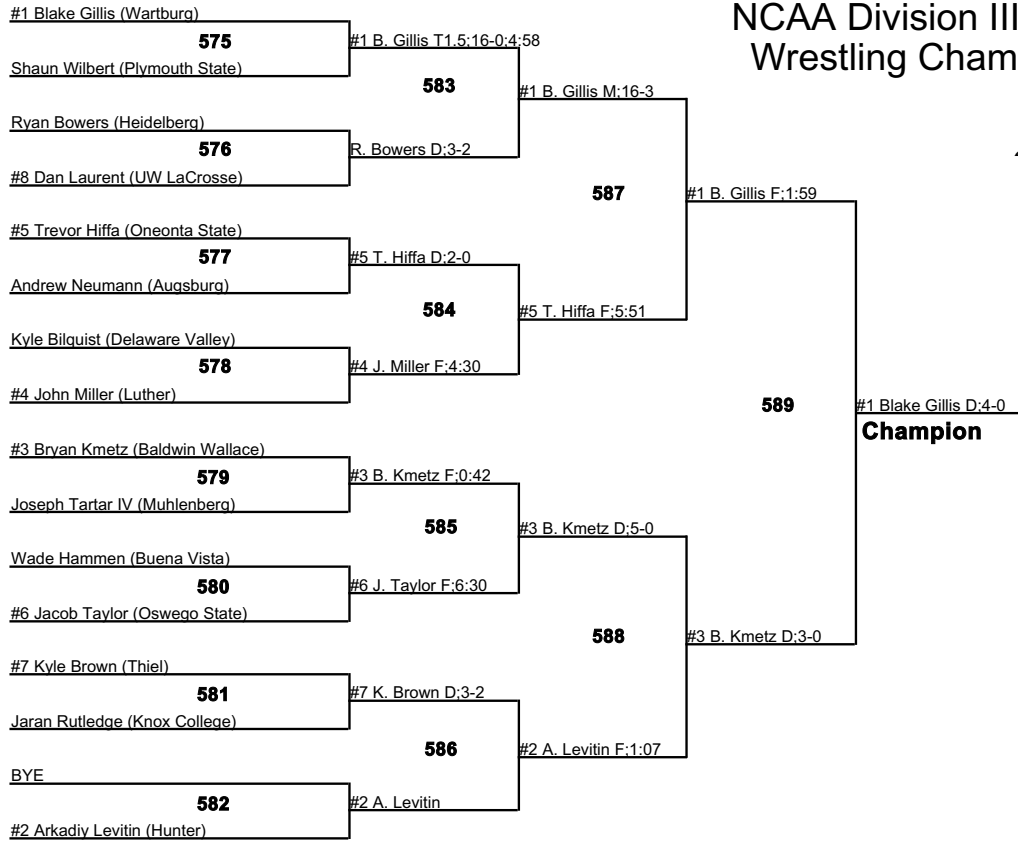 NCAA Division III
Wrestling Cham
#1 Blake Gillis (Wartburg)
575
Shaun Wilbert (Plymouth State)
#1 B. Gillis T1.5;16-0;4:58
583
Ryan Bowers (Heidelberg)
576
#8 Dan Laurent (UW LaCrosse)
R. Bowers D;3-2
#1 B. Gillis M;16-3
587
#5 Trevor Hiffa (Oneonta State)
577
Andrew Neumann (Augsburg)
#5 T. Hiffa D;2-0
584
Kyle Bilquist (Delaware Valley)
578
#4 John Miller (Luther)
#4 J. Miller F;4:30
#5 T. Hiffa F;5:51
#1 B. Gillis F;1:59
589
#1 Blake Gillis D;4-0
Champion
#3 Bryan Kmetz (Baldwin Wallace)
579
Joseph Tartar IV (Muhlenberg)
#3 B. Kmetz F;0:42
585
Wade Hammen (Buena Vista)
580
#6 Jacob Taylor (Oswego State)
#6 J. Taylor F;6:30
#3 B. Kmetz D;5-0
588
#3 B. Kmetz D;3-0
#7 Kyle Brown (Thiel)
581
Jaran Rutledge (Knox College)
#7 K. Brown D;3-2
586
BYE
582
#2 Arkadiy Levitin (Hunter)
#2 A. Levitin
#2 A. Levitin F;1:07